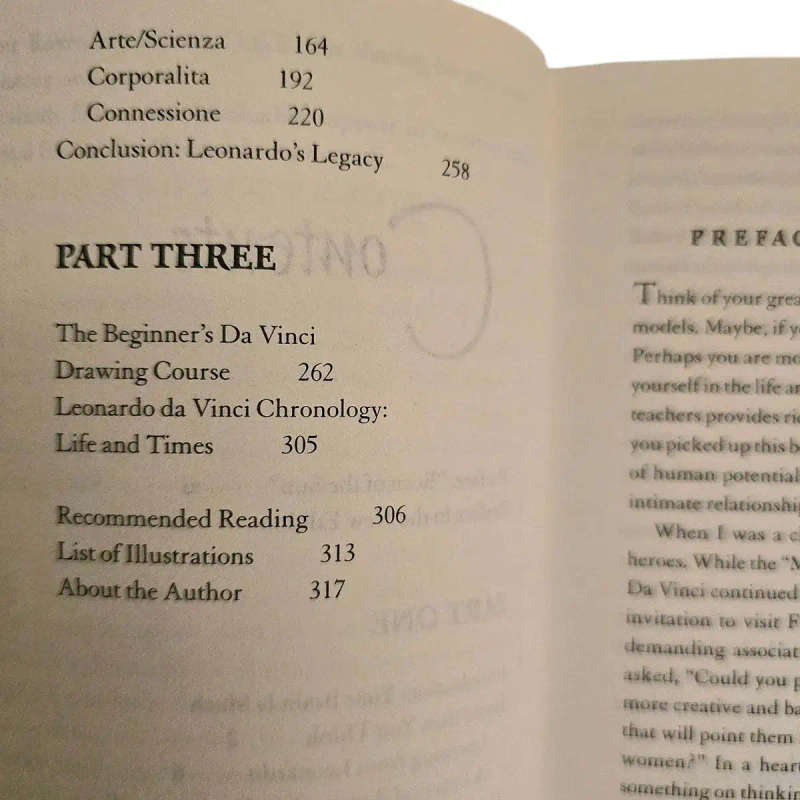 Arte/Scienza 164
Corporalita 192
Connessione 220
Conclusion: Leonardo's Legacy 258
PART THREE
The Beginner's Da Vinci
Drawing Course 262
Leonardo da Vinci Chronology:
Life and Times 305
Recommended Reading 306
List of Illustrations 313
About the Author 317
PREFAC
Think of your grea
models. Maybe, if yo
Perhaps you are mo
yourself in the life an
teachers provides ric
you picked up this b
of human potential
intimate relationship
When I was a c
heroes. While the "M
Da Vinci continued
invitation to visit F
demanding associat
asked, "Could you p
more creative and ba
that will point them
women?" In a heart
something on thinkin